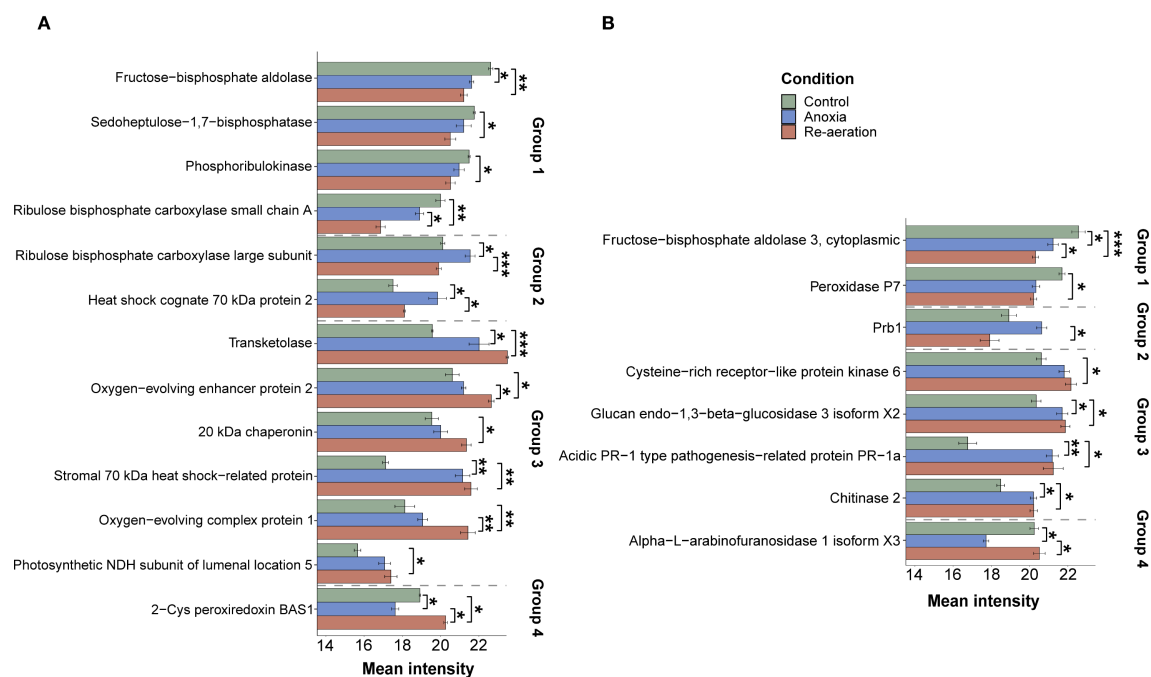 A
Fructose−bisphosphate aldolase
* **
Sedoheptulose−1,7−bisphosphatase
*
Phosphoribulokinase
*
Ribulose bisphosphate carboxylase small chain A
* **
Group 1
Ribulose bisphosphate carboxylase large subunit
* ***
Heat shock cognate 70 kDa protein 2
* *
Group 2
Transketolase
* ***
Oxygen−evolving enhancer protein 2
* *
20 kDa chaperonin
*
Stromal 70 kDa heat shock−related protein
** **
Oxygen−evolving complex protein 1
** **
Photosynthetic NDH subunit of lumenal location 5
*
Group 3
2−Cys peroxiredoxin BAS1
* * *
Group 4
14 16 18 20 22
Mean intensity
B
Condition
Control
Anoxia
Re−aeration
Fructose−bisphosphate aldolase 3, cytoplasmic
* * ***
Peroxidase P7
*
Group 1
Prb1
*
Group 2
Cysteine−rich receptor−like protein kinase 6
*
Glucan endo−1,3−beta−glucosidase 3 isoform X2
* *
Acidic PR−1 type pathogenesis−related protein PR−1a
** *
Chitinase 2
* *
Group 3
Alpha−L−arabinofuranosidase 1 isoform X3
* *
Group 4
14 16 18 20 22
Mean intensity